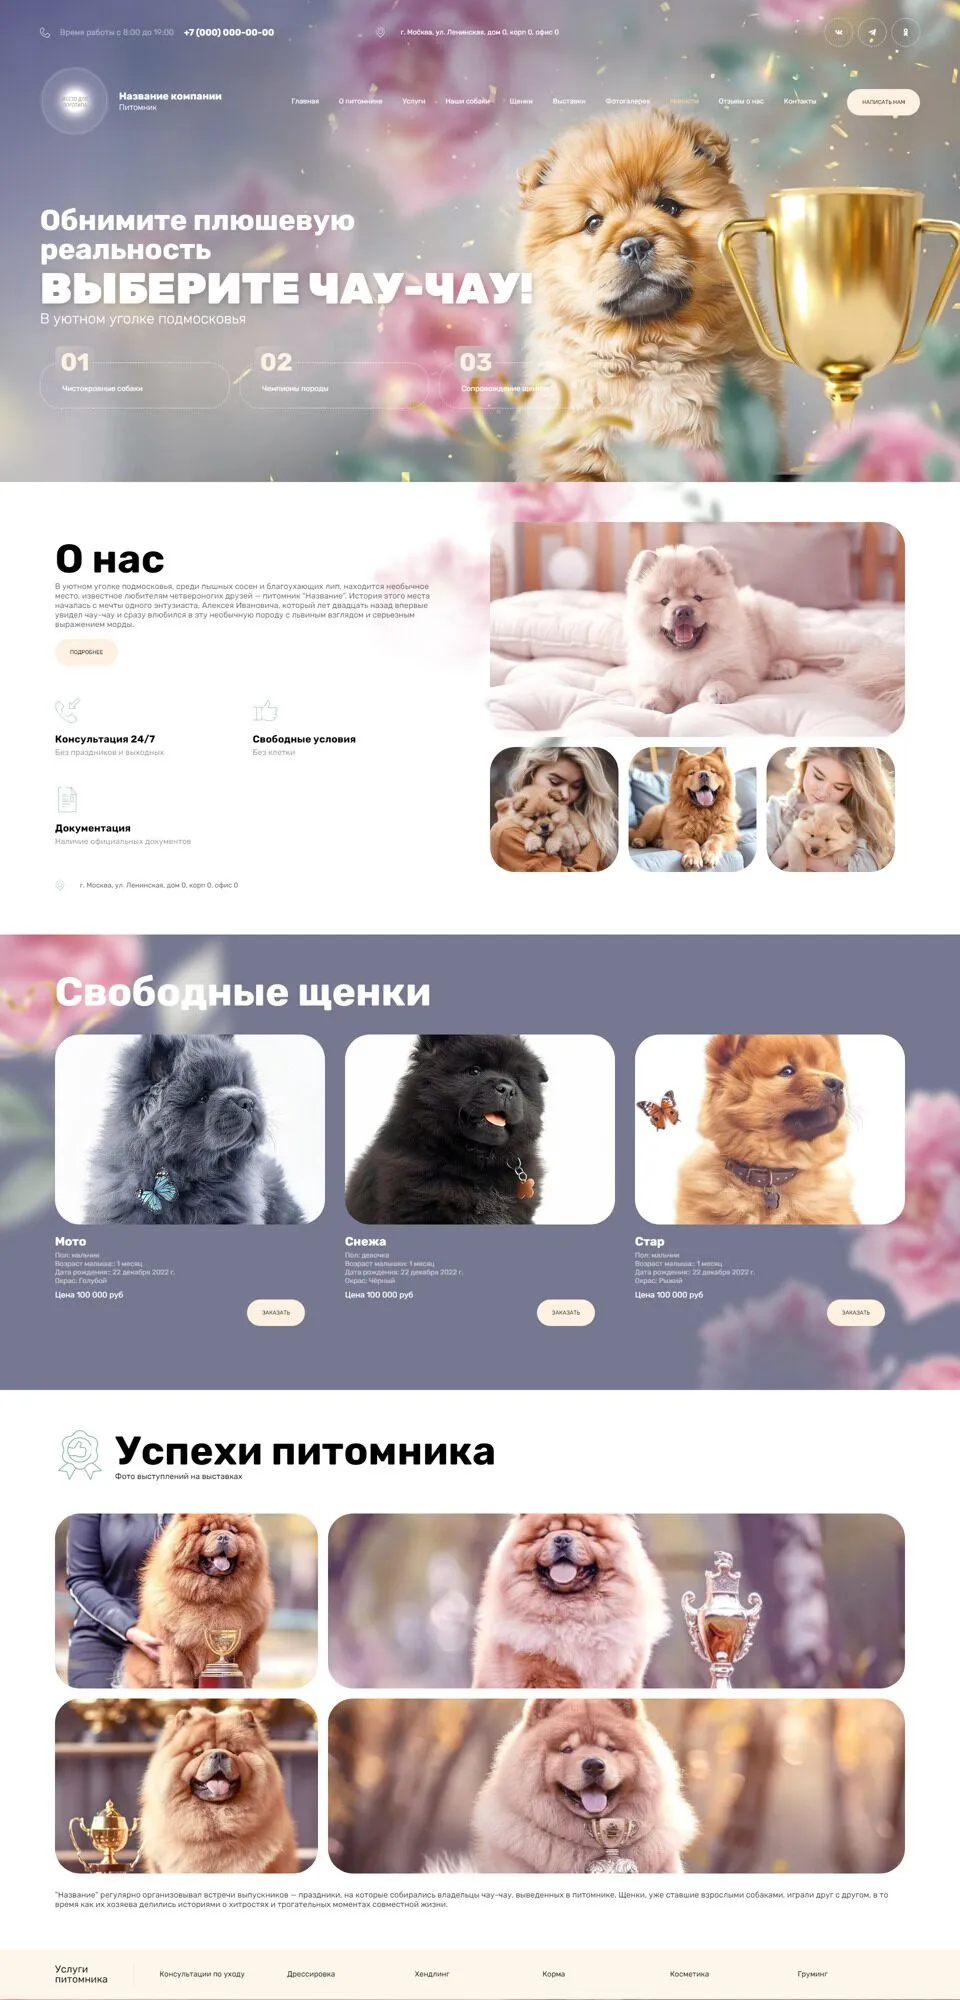 Время работы с 8:00 до 19:00 +7 (000) 000-00-00
г. Москва, ул. Ленинская, дом 0, корп 0, офис 0
Название компании
Питомник
Главная О питомнике Услуги Наши собаки Щенки Выставки Фотогалерея Новости Отзывы о нас Контакты
НАПИСАТЬ НАМ
Обнимите плюшевую
реальность
ВЫБЕРИТЕ ЧАУ-ЧАУ!
В уютном уголке подмосковья
01 02 03
Чистокровные собаки Чемпионы породы Сопровождение
О нас
В уютном уголке подмосковья, среди пышных сосен и благоухающих лип, находится необычное
место, известное любителям четвероногих друзей — питомник "Название". История этого места
началась с мечты одного энтузиаста, Алексея Ивановича, который лет двадцать назад впервые
увидел чау-чау и сразу влюбился в эту необычную породу с львиным взглядом и серьезным
выражением морды.
ПОДРОБНЕЕ
Консультация 24/7
Без праздников и выходных
Свободные условия
Без клетки
Документация
Наличие официальных документов
г. Москва, ул. Ленинская, дом 0, корп 0, офис 0
Свободные щенки
Мото
Пол: мальчик
Возраст малыша:: 1 месяц
Дата рождения:: 22 декабря 2022 г.
Окрас: Голубой
Цена 100 000 руб
ЗАКАЗАТЬ
Снежа
Пол: девочка
Возраст малышки: 1 месяц
Дата рождения: 22 декабря 2022 г.
Окрас: Чёрный
Цена 100 000 руб
ЗАКАЗАТЬ
Стар
Пол: мальчик
Возраст малыша:: 1 месяц
Дата рождения:: 22 декабря 2022 г.
Окрас: Рыжий
Цена 100 000 руб
ЗАКАЗАТЬ
Успехи питомника
Фото выступлений на выставках
"Название" регулярно организовывал встречи выпускников — праздники, на которые собирались владельцы чау-чау, выведенных в питомнике. Щенки, уже ставшие взрослыми собаками, играли друг с другом, в то
время как их хозяева делились историями о хитростях и трогательных моментах совместной жизни.
Услуги
питомника
Консультации по уходу Дрессировка Хендлинг Корма Косметика Груминг